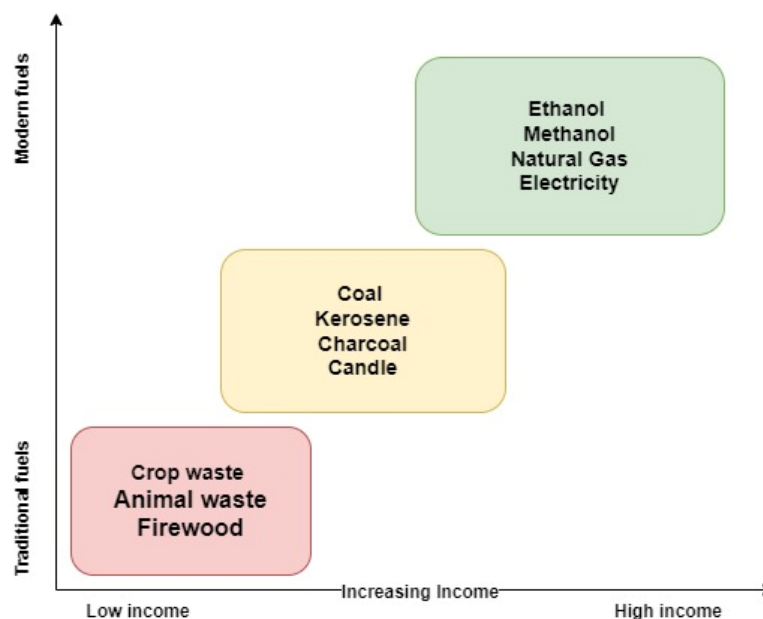 Modern fuels
Ethanol
Methanol
Natural Gas
Electricity
Coal
Kerosene
Charcoal
Candle
Traditional fuels
Crop waste
Animal waste
Firewood
Increasing Income
Low income
High income